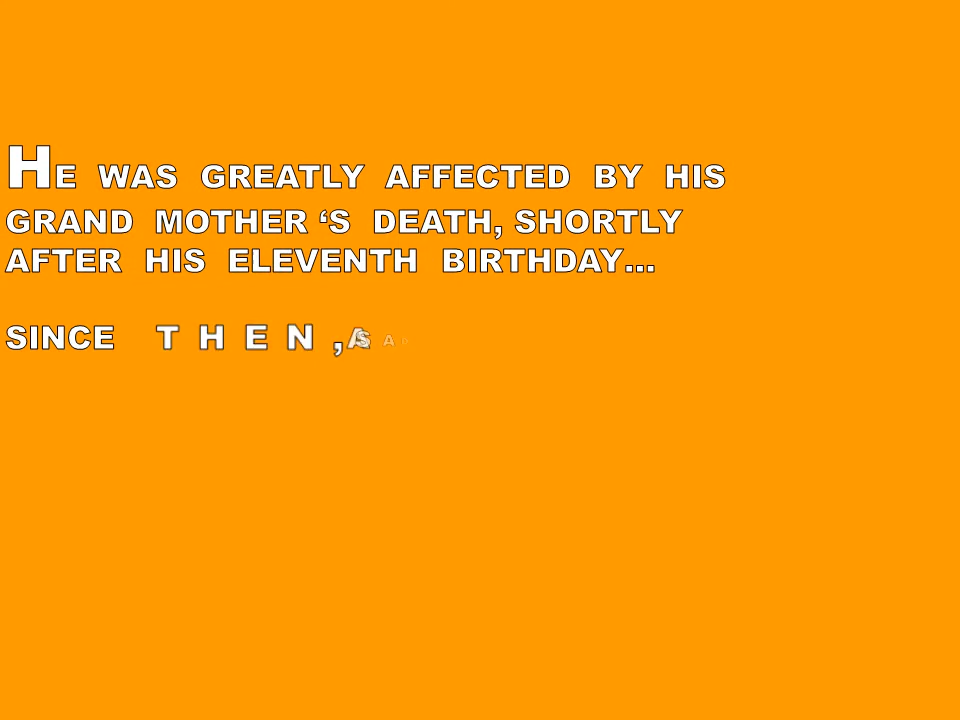 HE WAS GREATLY AFFECTED BY HIS
GRAND MOTHER ‘S DEATH, SHORTLY
AFTER HIS ELEVENTH BIRTHDAY...
SINCE T H E N ,